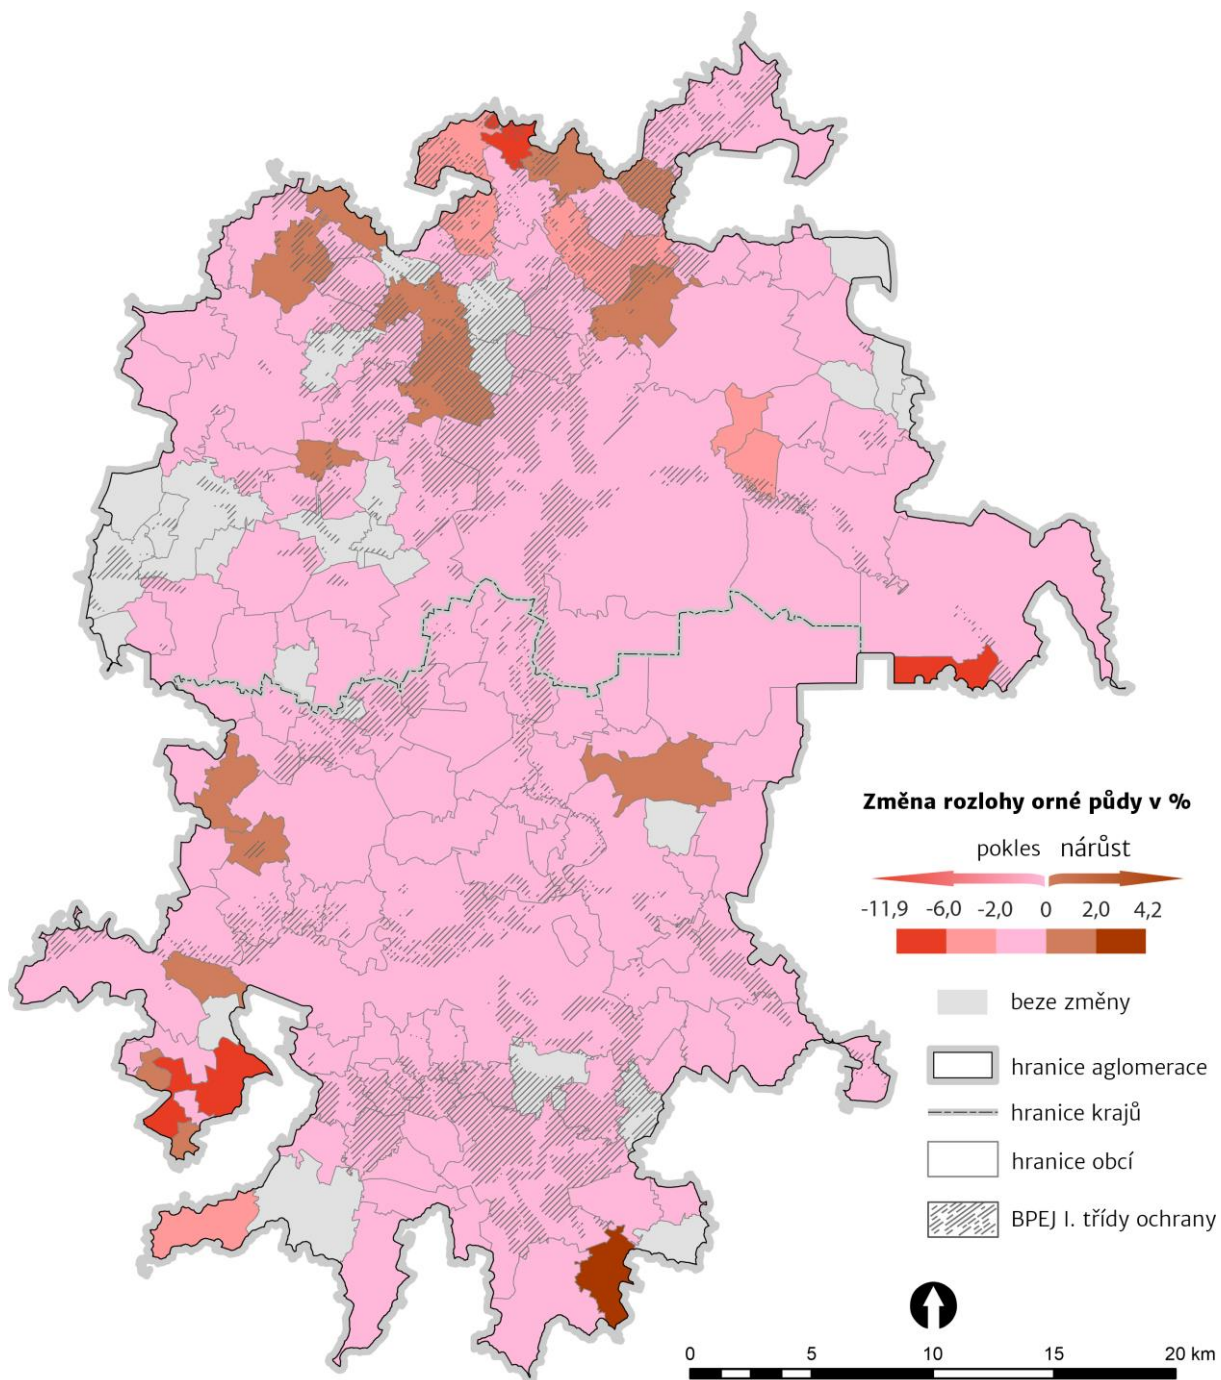 Změna rozlohy orné půdy v %
pokles nárůst
-11,9 -6,0 -2,0 0 2,0 4,2
beze změny
hranice aglomerace
hranice krajů
hranice obcí
BPEJ I. třídy ochrany
0 5 10 15 20 km